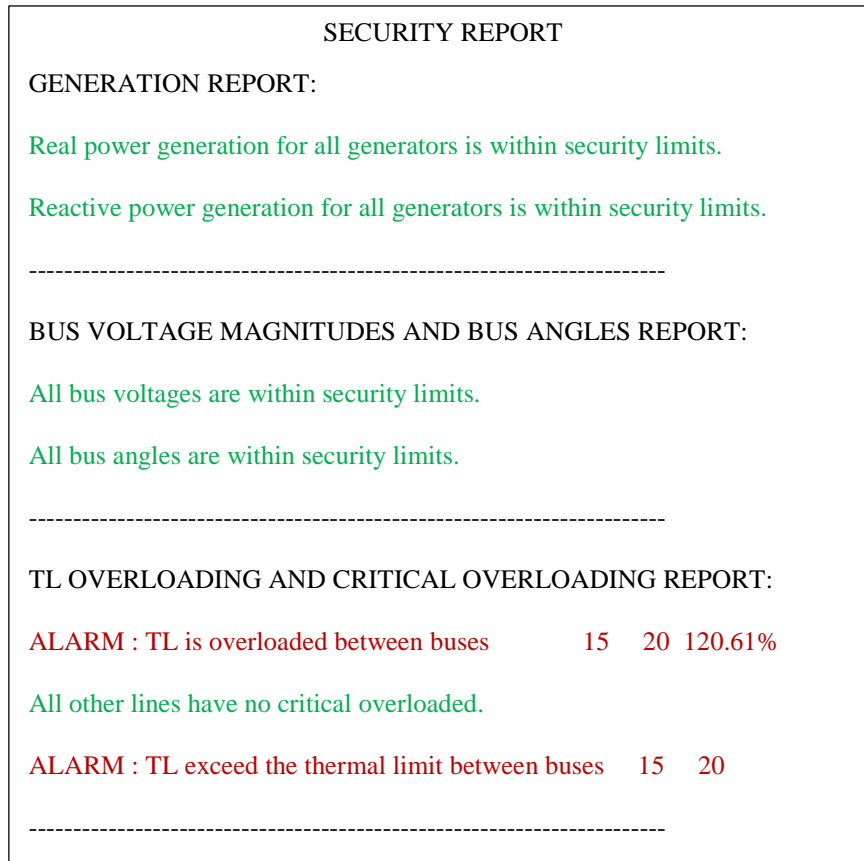 SECURITY REPORT
GENERATION REPORT:
Real power generation for all generators is within security limits.
Reactive power generation for all generators is within security limits.
------------------------------------------------------------------------
BUS VOLTAGE MAGNITUDES AND BUS ANGLES REPORT:
All bus voltages are within security limits.
All bus angles are within security limits.
------------------------------------------------------------------------
TL OVERLOADING AND CRITICAL OVERLOADING REPORT:
ALARM : TL is overloaded between buses 15 20 120.61%
All other lines have no critical overloaded.
ALARM : TL exceed the thermal limit between buses 15 20
------------------------------------------------------------------------